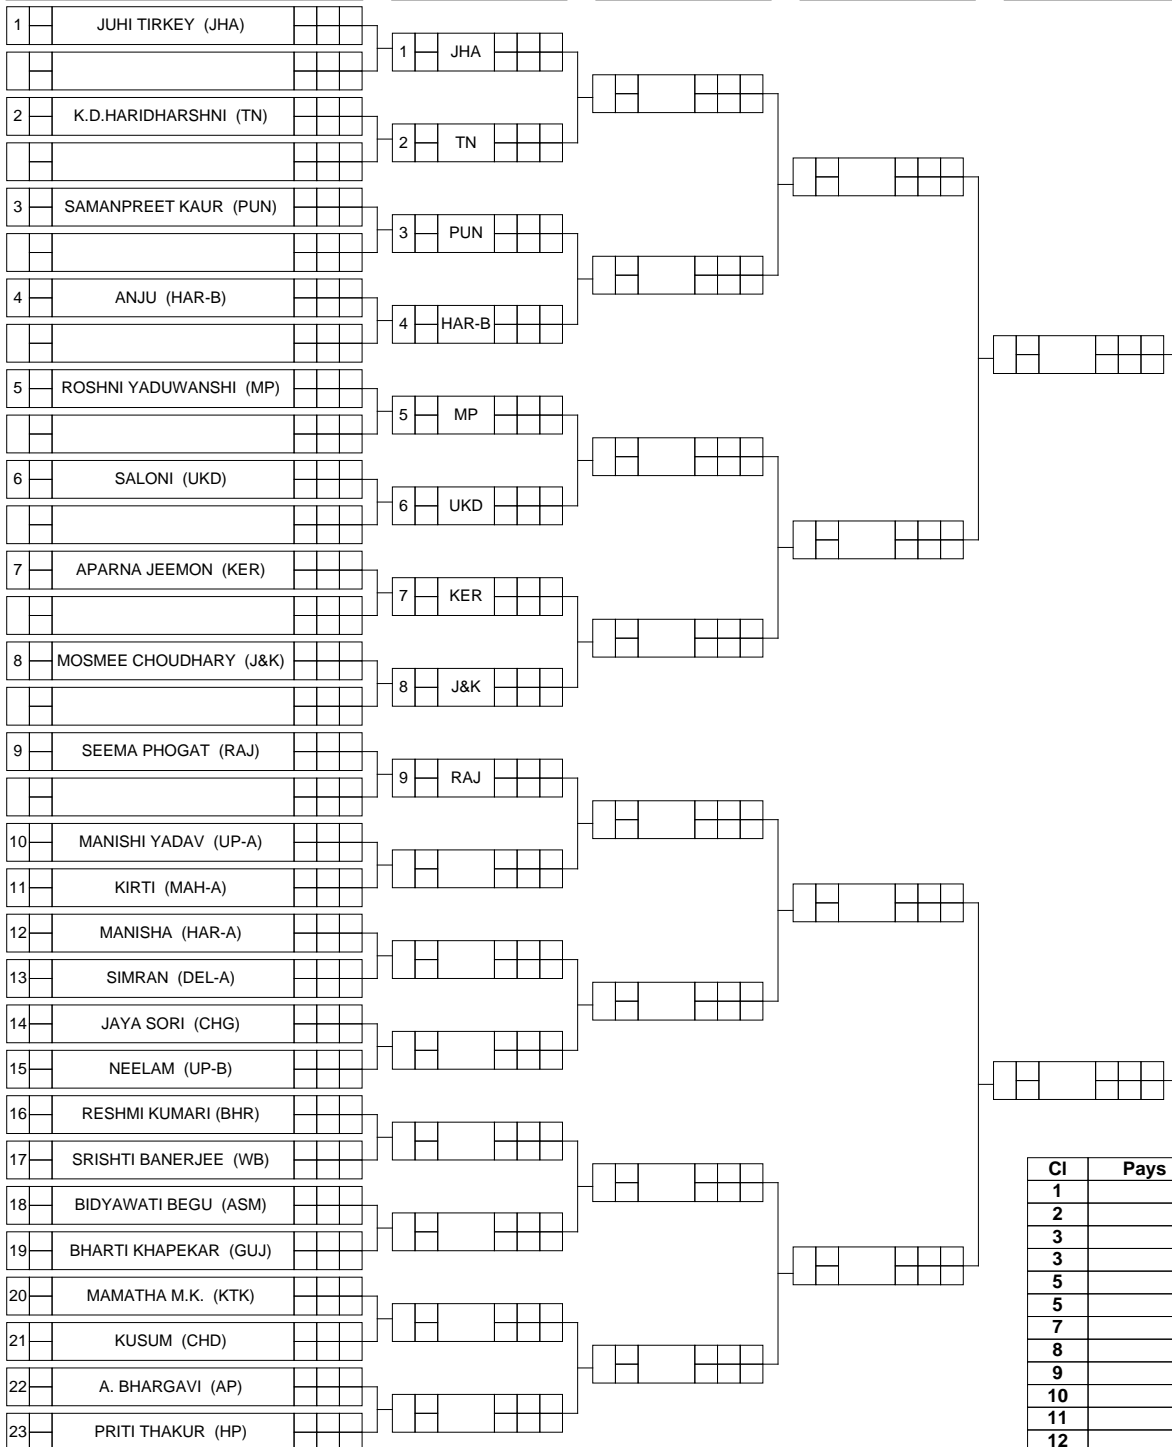 1 JUHI TIRKEY (JHA)
1 JHA
2 K.D.HARIDHARSHNI (TN)
2 TN
3 SAMANPREET KAUR (PUN)
3 PUN
4 ANJU (HAR-B)
4 HAR-B
5 ROSHNI YADUWANSHI (MP)
5 MP
6 SALONI (UKD)
6 UKD
7 APARNA JEEMON (KER)
7 KER
8 MOSMEE CHOUDHARY (J&K)
8 J&K
9 SEEMA PHOGAT (RAJ)
9 RAJ
10 MANISHI YADAV (UP-A)
11 KIRTI (MAH-A)
12 MANISHA (HAR-A)
13 SIMRAN (DEL-A)
14 JAYA SORI (CHG)
15 NEELAM (UP-B)
16 RESHMI KUMARI (BHR)
17 SRISHTI BANERJEE (WB)
18 BIDYAWATI BEGU (ASM)
19 BHARTI KHAPEKAR (GUJ)
20 MAMATHA M.K. (KTK)
21 KUSUM (CHD)
22 A. BHARGAVI (AP)
23 PRITI THAKUR (HP)
Cl Pays
1
2
3
3
5
5
7
8
9
10
11
12